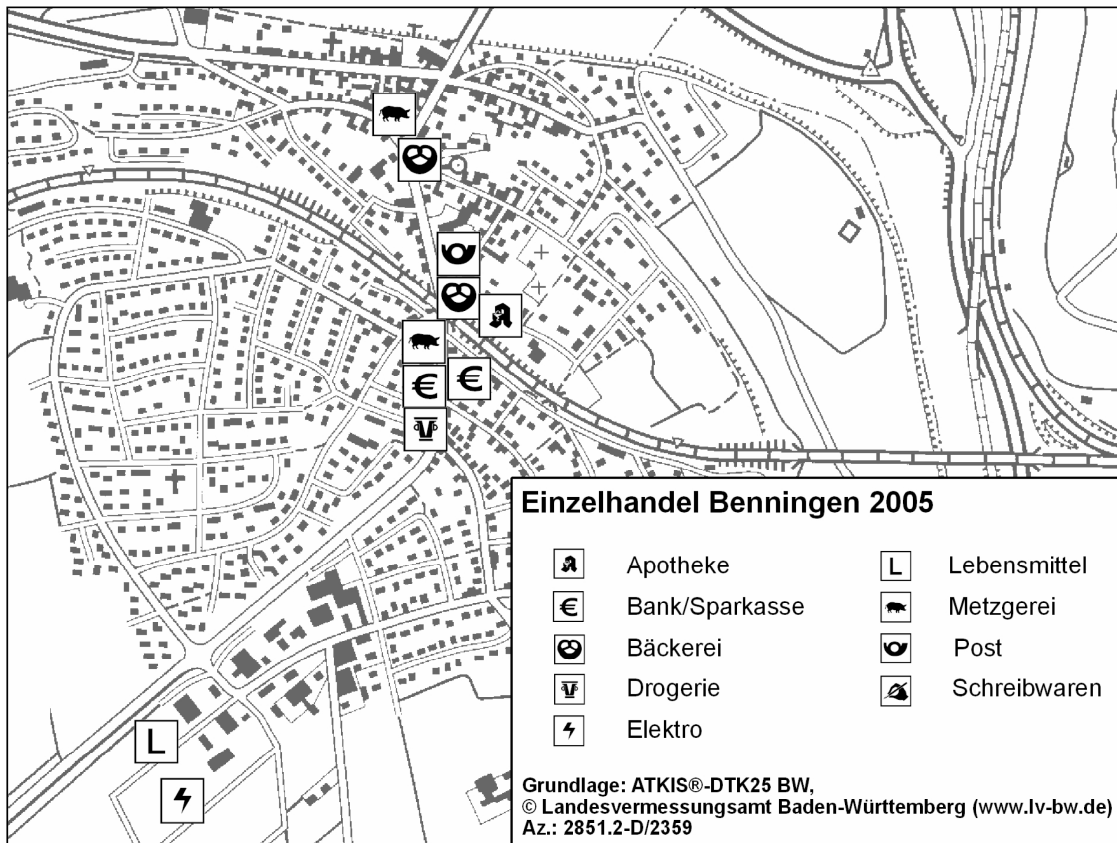 €
€
L
Einzelhandel Benningen 2005
Apotheke
€ Bank/Sparkasse
Bäckerei
Drogerie
Elektro
L Lebensmittel
Metzgerei
Post
Schreibwaren
Grundlage: ATKIS®-DTK25 BW,
© Landesvermessungsamt Baden-Württemberg (www.lv-bw.de)
Az.: 2851.2-D/2359